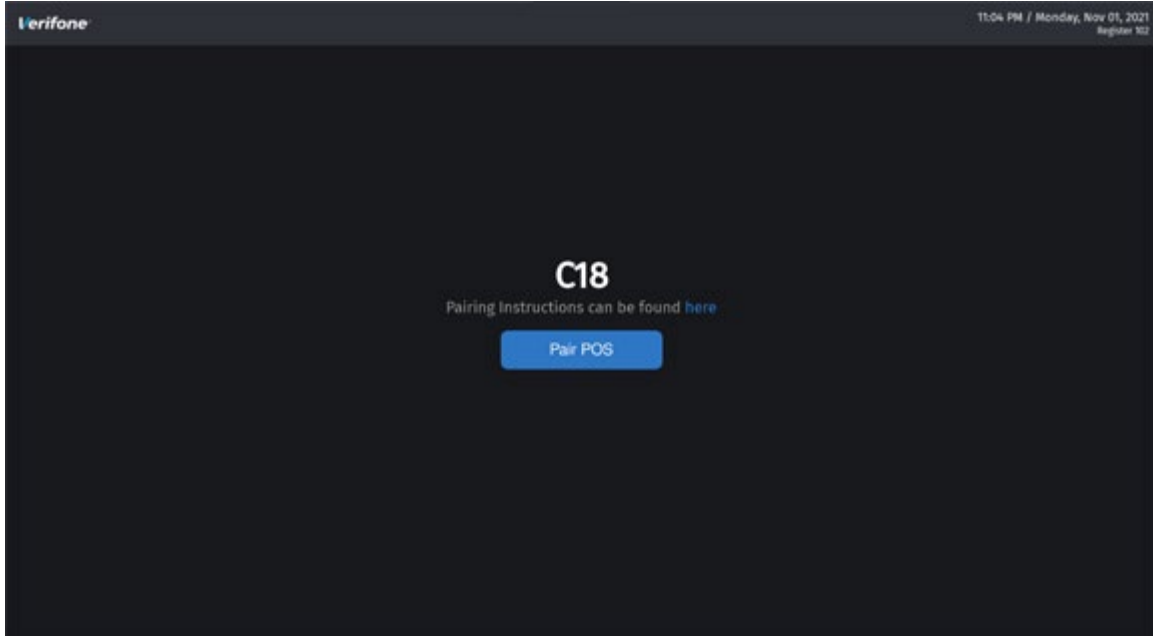 Verifone
11:04 PM / Monday, Nov 01, 2021
Register 102
C18
Pairing Instructions can be found here
Pair POS